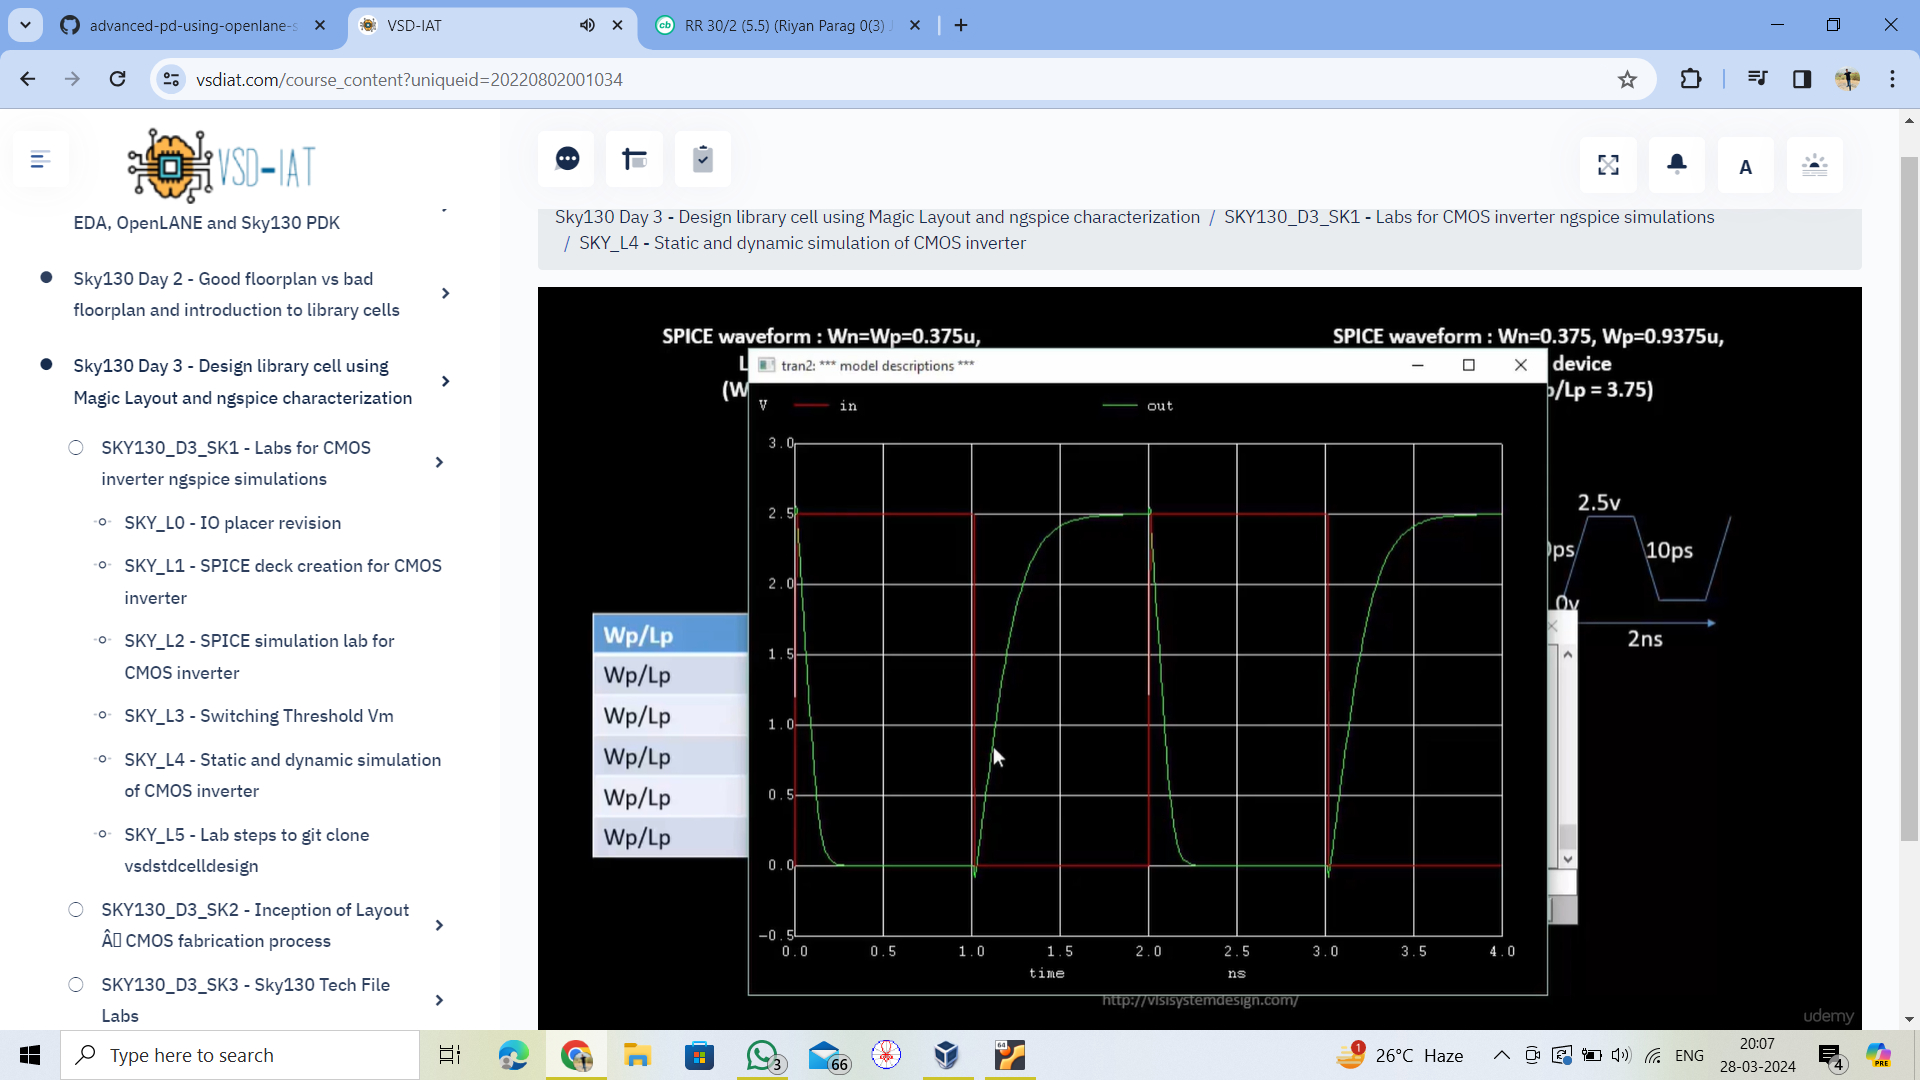 advanced-pd-using-openlane-s
VSD-IAT
RR 30/2 (5.5) (Riyan Parag 0(3)
vsdiat.com/course_content?uniqueid=20220802001034
VSD-IAT
A
EDA, OpenLANE and Sky130 PDK
Sky130 Day 2 - Good floorplan vs bad
floorplan and introduction to library cells
Sky130 Day 3 - Design library cell using
Magic Layout and ngspice characterization
SKY130_D3_SK1 - Labs for CMOS
inverter ngspice simulations
SKY_L0 - IO placer revision
SKY_L1 - SPICE deck creation for CMOS
inverter
SKY_L2 - SPICE simulation lab for
CMOS inverter
SKY_L3 - Switching Threshold Vm
SKY_L4 - Static and dynamic simulation
of CMOS inverter
SKY_L5 - Lab steps to git clone
vsdstdcelldesign
SKY130_D3_SK2 - Inception of Layout
Â CMOS fabrication process
SKY130_D3_SK3 - Sky130 Tech File
Labs
Sky130 Day 3 - Design library cell using Magic Layout and ngspice characterization / SKY130_D3_SK1 - Labs for CMOS inverter ngspice simulations
/ SKY_L4 - Static and dynamic simulation of CMOS inverter
SPICE waveform : Wn=Wp=0.375u,
SPICE waveform : Wn=0.375, Wp=0.9375u,
L
device
(W
p/Lp = 3.75)
tran2: *** model descriptions ***
V in out
3.0
2.5
2.0
1.5
1.0
0.5
0.0
-0.5
0.0 0.5 1.0 1.5 2.0 2.5 3.0 3.5 4.0
time ns
2.5v
0ps 10ps
0v
2ns
Wp/Lp
Wp/Lp
Wp/Lp
Wp/Lp
Wp/Lp
Wp/Lp
http://vlsisystemdesign.com/
udemy
Type here to search
3
66
64
1
26°C Haze
ENG
20:07
28-03-2024
4
PRE